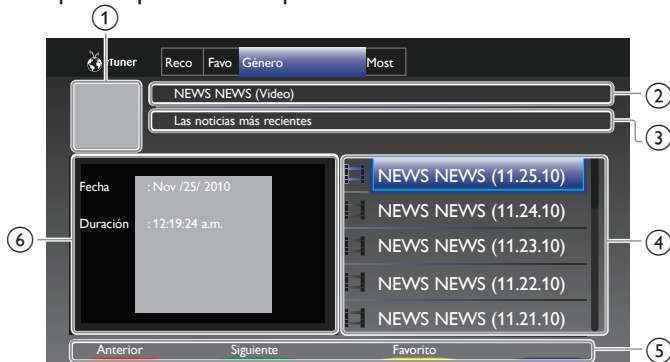 1
vTuner Reco Favo Género Most
NEWS NEWS (Video)
2
Las noticias más recientes
3
Fecha : Nov /25/ 2010
Duración : 12:19:24 a.m.
NEWS NEWS (11.25.10)
NEWS NEWS (11.24.10)
NEWS NEWS (11.23.10)
NEWS NEWS (11.22.10)
NEWS NEWS (11.21.10)
6
4
Anterior Siguiente Favorito
5